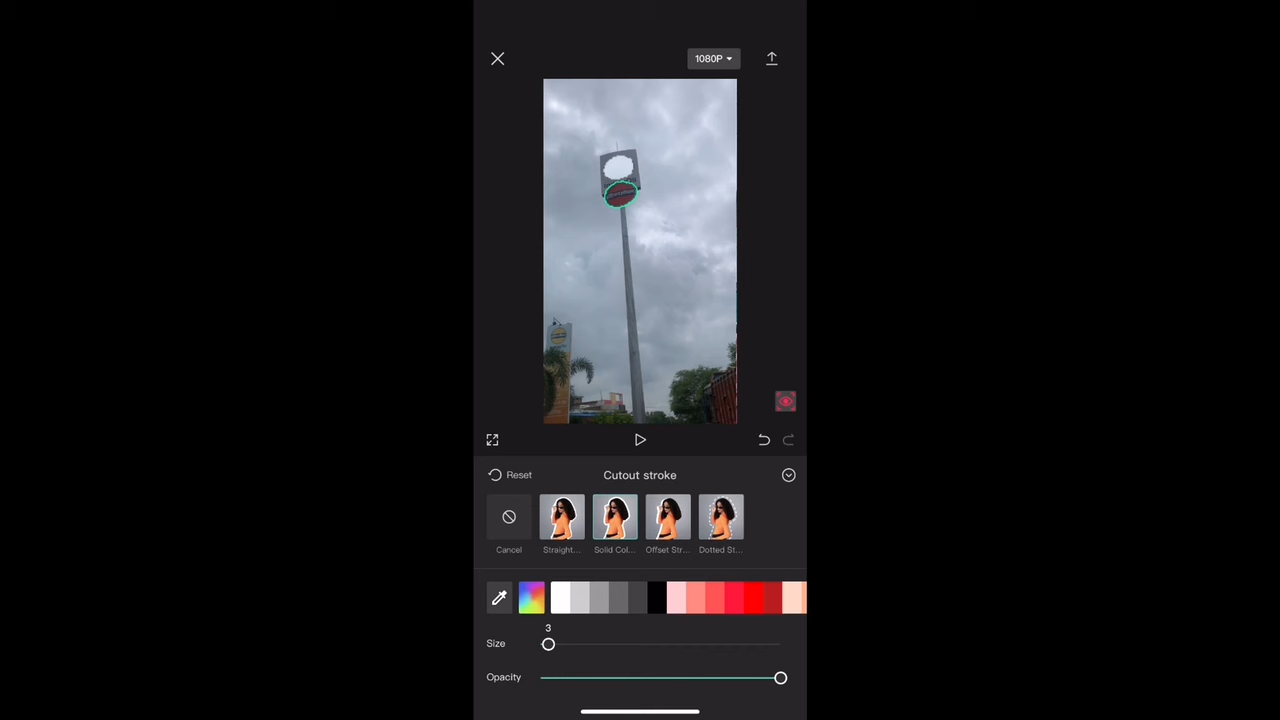 1080P
Reset
Cutout stroke
Cancel
Straight...
Solid Col...
Offset Str...
Dotted St...
3
Size
Opacity